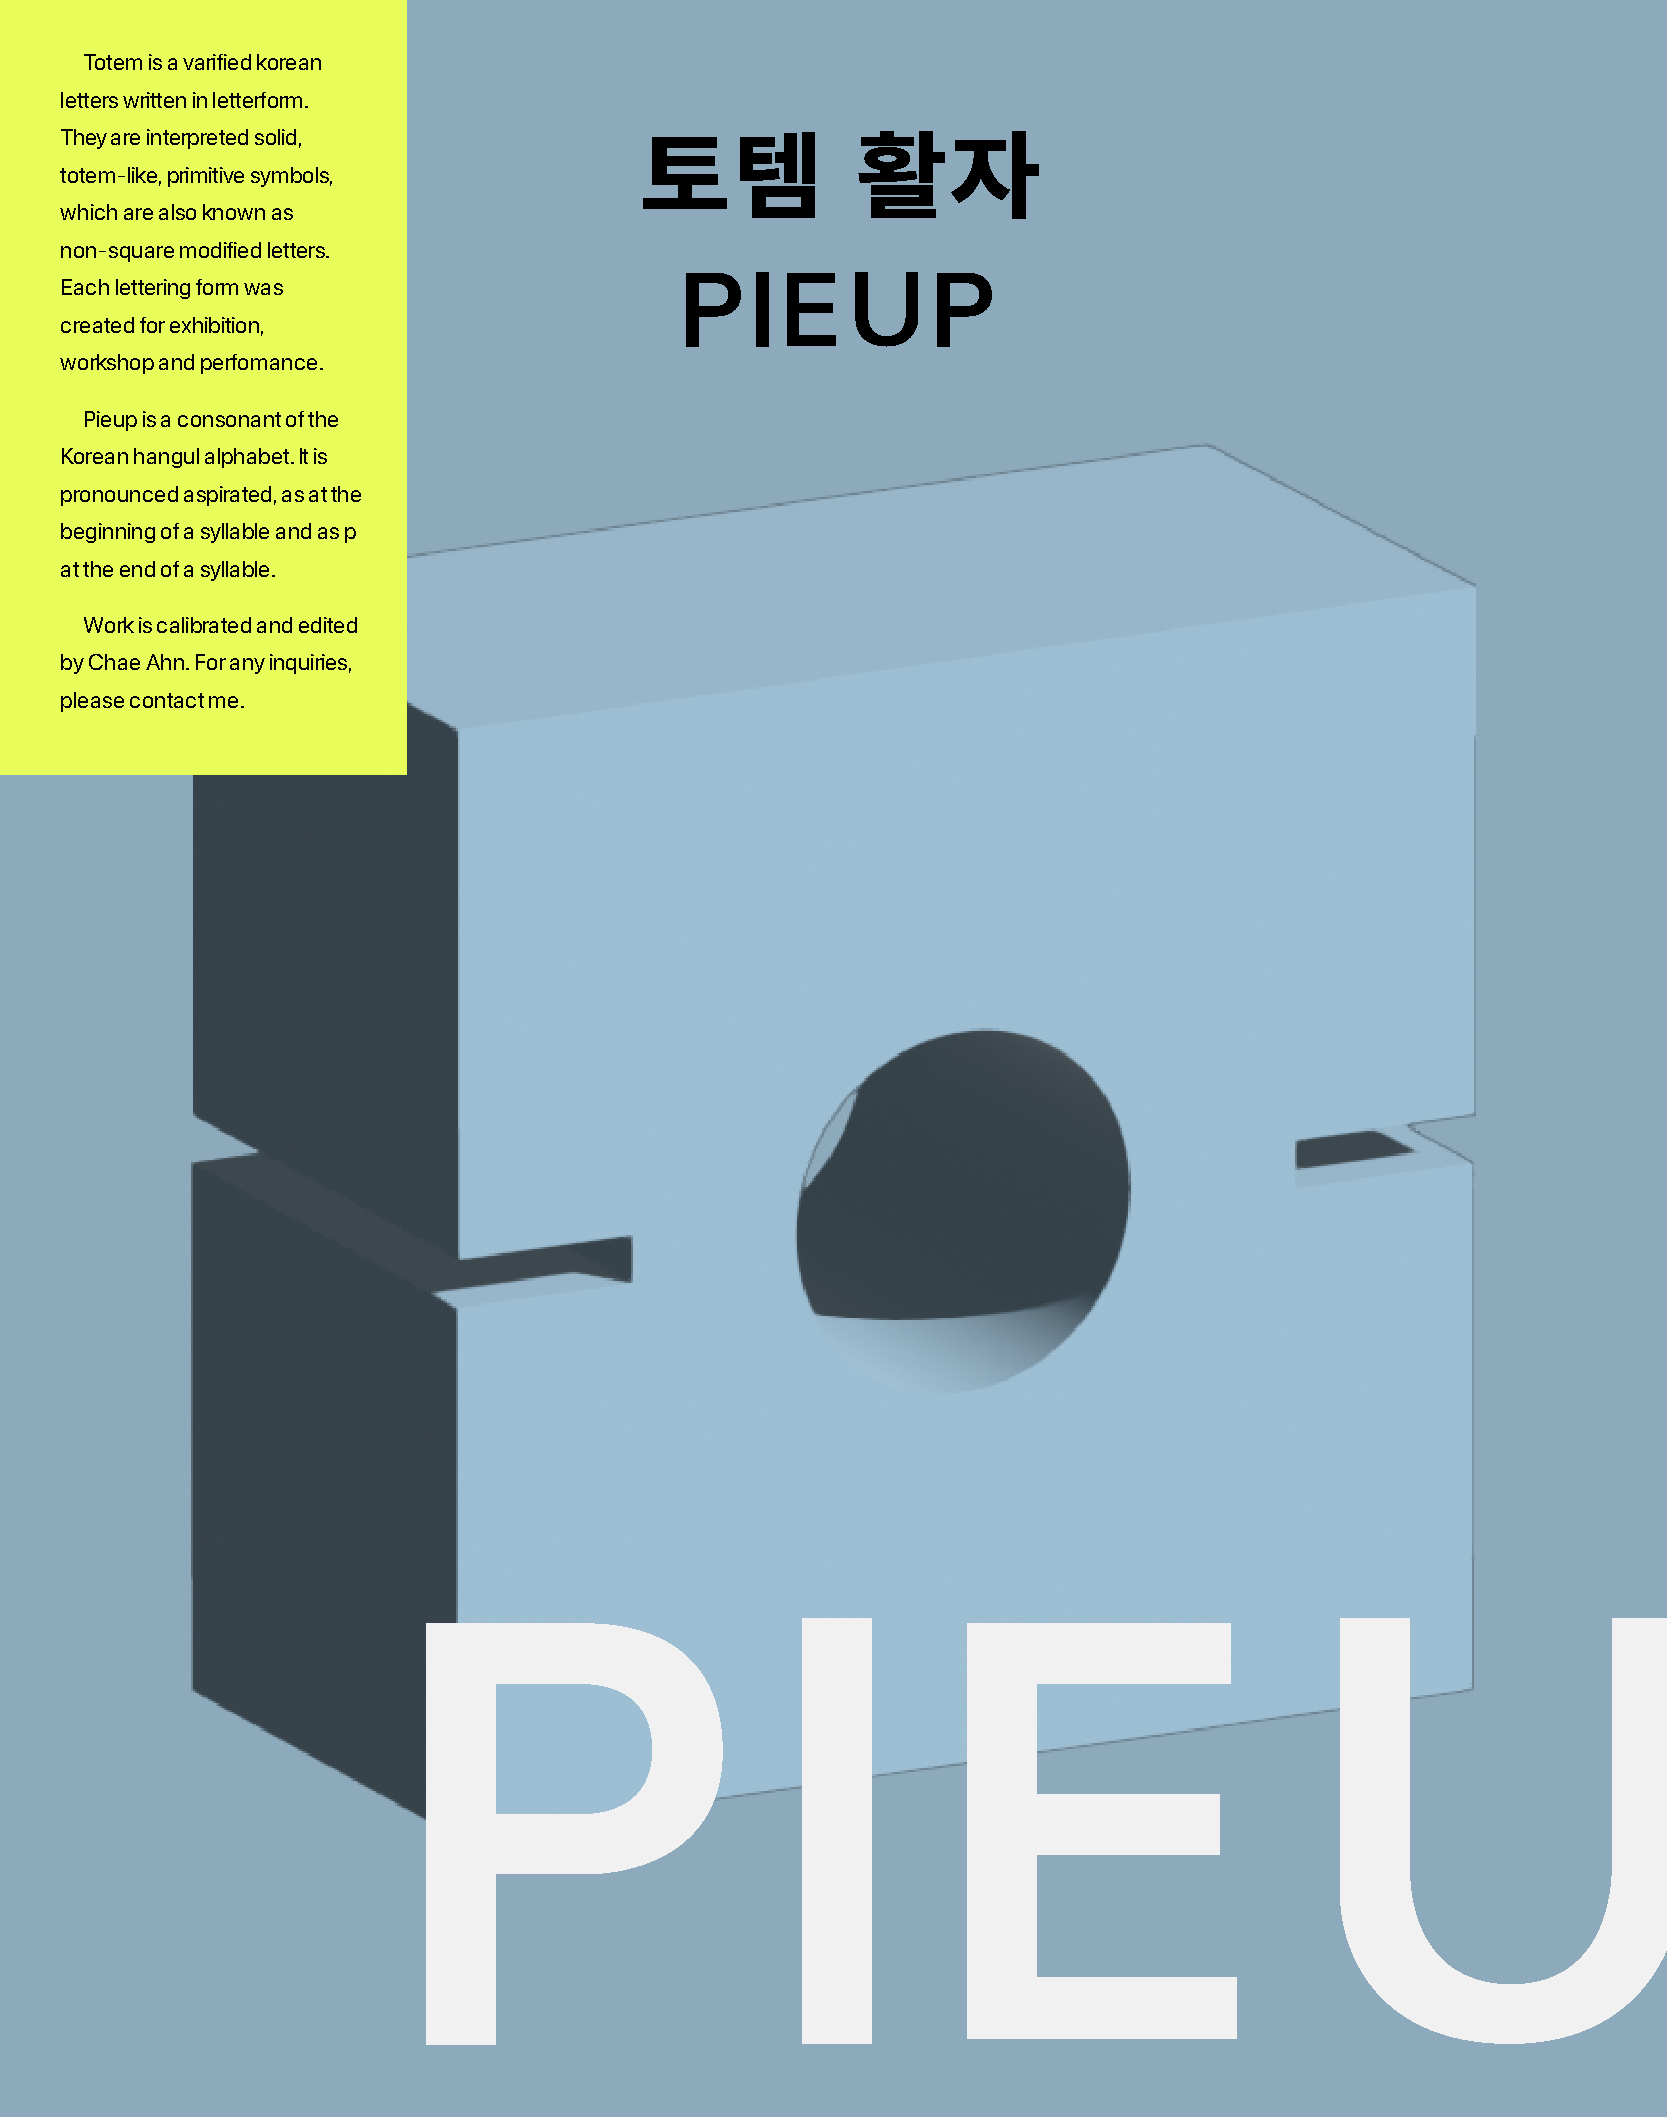 Totem is a varified korean
letters written in letterform.
They are interpreted solid,
totem-like, primitive symbols,
which are also known as
non-square modified letters.
Each lettering form was
created for exhibition,
workshop and perfomance.
Pieup is a consonant of the
Korean hangul alphabet. It is
pronounced aspirated, as at the
beginning of a syllable and as p
at the end of a syllable.
Work is calibrated and edited
by Chae Ahn. For any inquiries,
please contact me.
토템 활자
PIEUP
PIEU